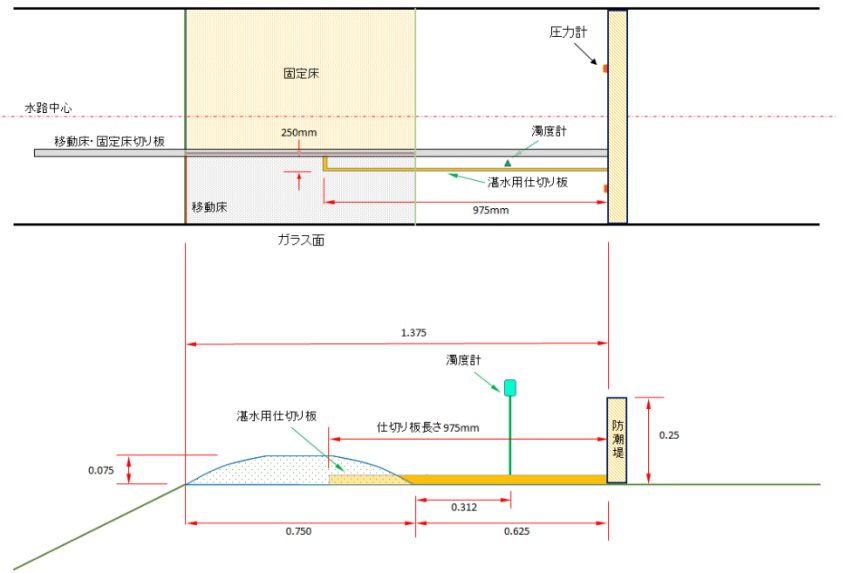 圧力計
固定床
水路中心
250mm
濁度計
移動床・固定床切り板
湛水用仕切り板
移動床
975mm
ガラス面
1.375
濁度計
湛水用仕切り板
仕切り板長さ975mm
防潮堤
0.25
0.075
0.312
0.750
0.625